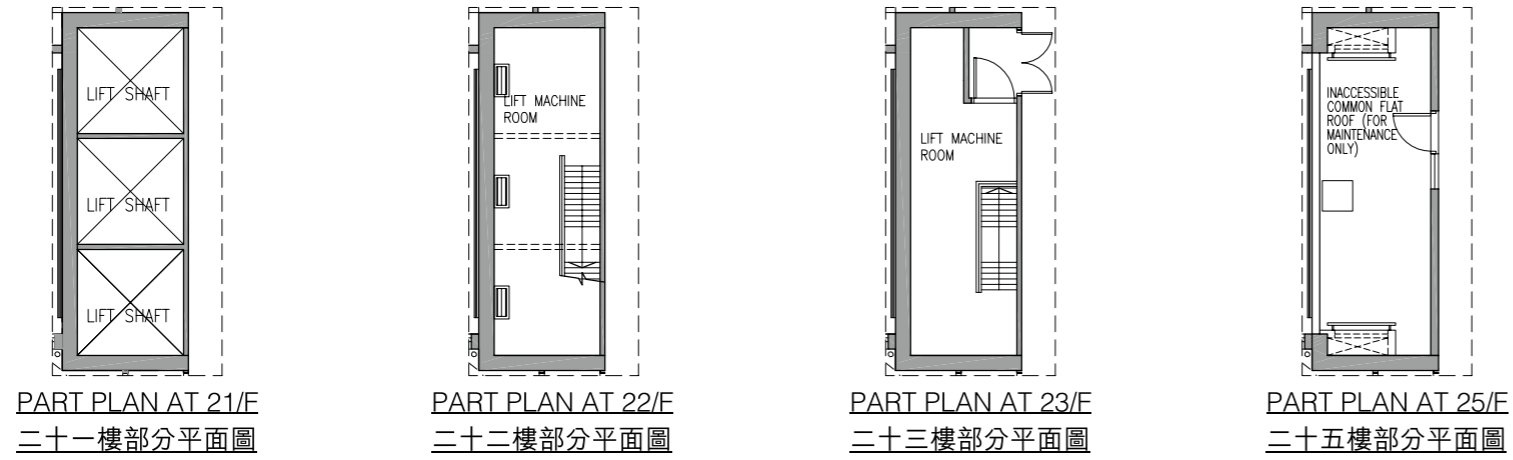 LIFT SHAFT
LIFT SHAFT
LIFT SHAFT
PART PLAN AT 21/F
二十一樓部分平面圖
LIFT MACHINE
ROOM
PART PLAN AT 22/F
二十二樓部分平面圖
LIFT MACHINE
ROOM
PART PLAN AT 23/F
二十三樓部分平面圖
INACCESSIBLE
COMMON FLAT
ROOF (FOR
MAINTENANCE
ONLY)
PART PLAN AT 25/F
二十五樓部分平面圖